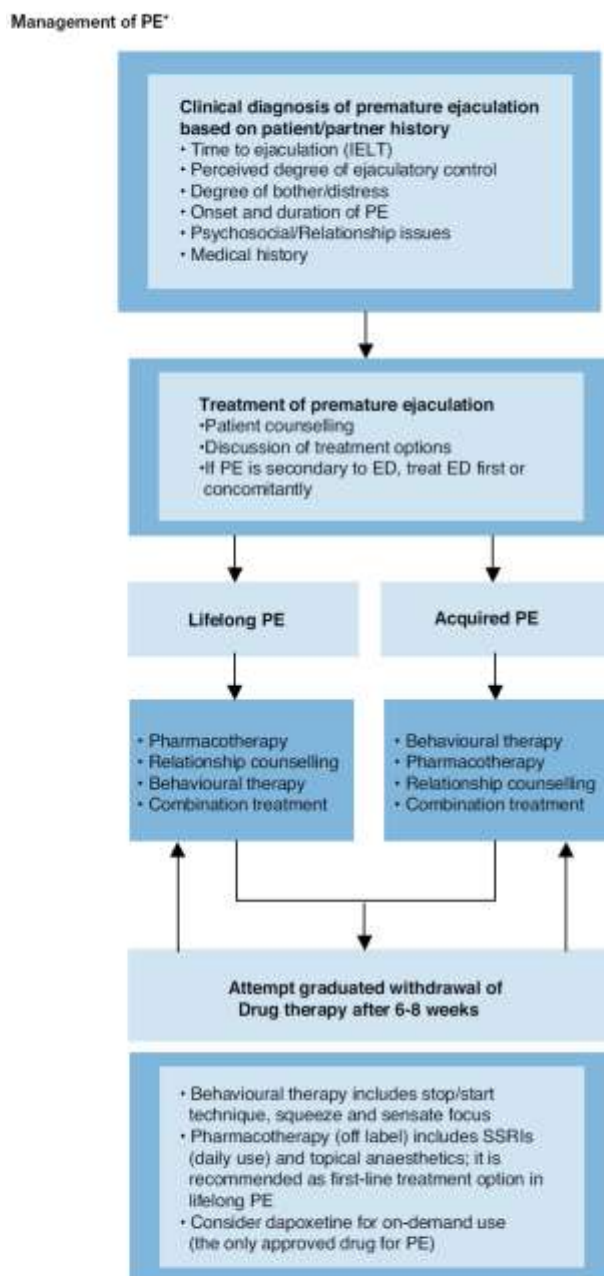 Management of PE*
Clinical diagnosis of premature ejaculation
based on patient/partner history
• Time to ejaculation (IELT)
• Perceived degree of ejaculatory control
• Degree of bother/distress
• Onset and duration of PE
• Psychosocial/Relationship issues
• Medical history
Treatment of premature ejaculation
•Patient counselling
•Discussion of treatment options
•If PE is secondary to ED, treat ED first or
concomitantly
Lifelong PE
Acquired PE
• Pharmacotherapy
• Relationship counselling
• Behavioural therapy
• Combination treatment
• Behavioural therapy
• Pharmacotherapy
• Relationship counselling
• Combination treatment
Attempt graduated withdrawal of
Drug therapy after 6-8 weeks
• Behavioural therapy includes stop/start
technique, squeeze and sensate focus
• Pharmacotherapy (off label) includes SSRIs
(daily use) and topical anaesthetics; it is
recommended as first-line treatment option in
lifelong PE
• Consider dapoxetine for on-demand use
(the only approved drug for PE)